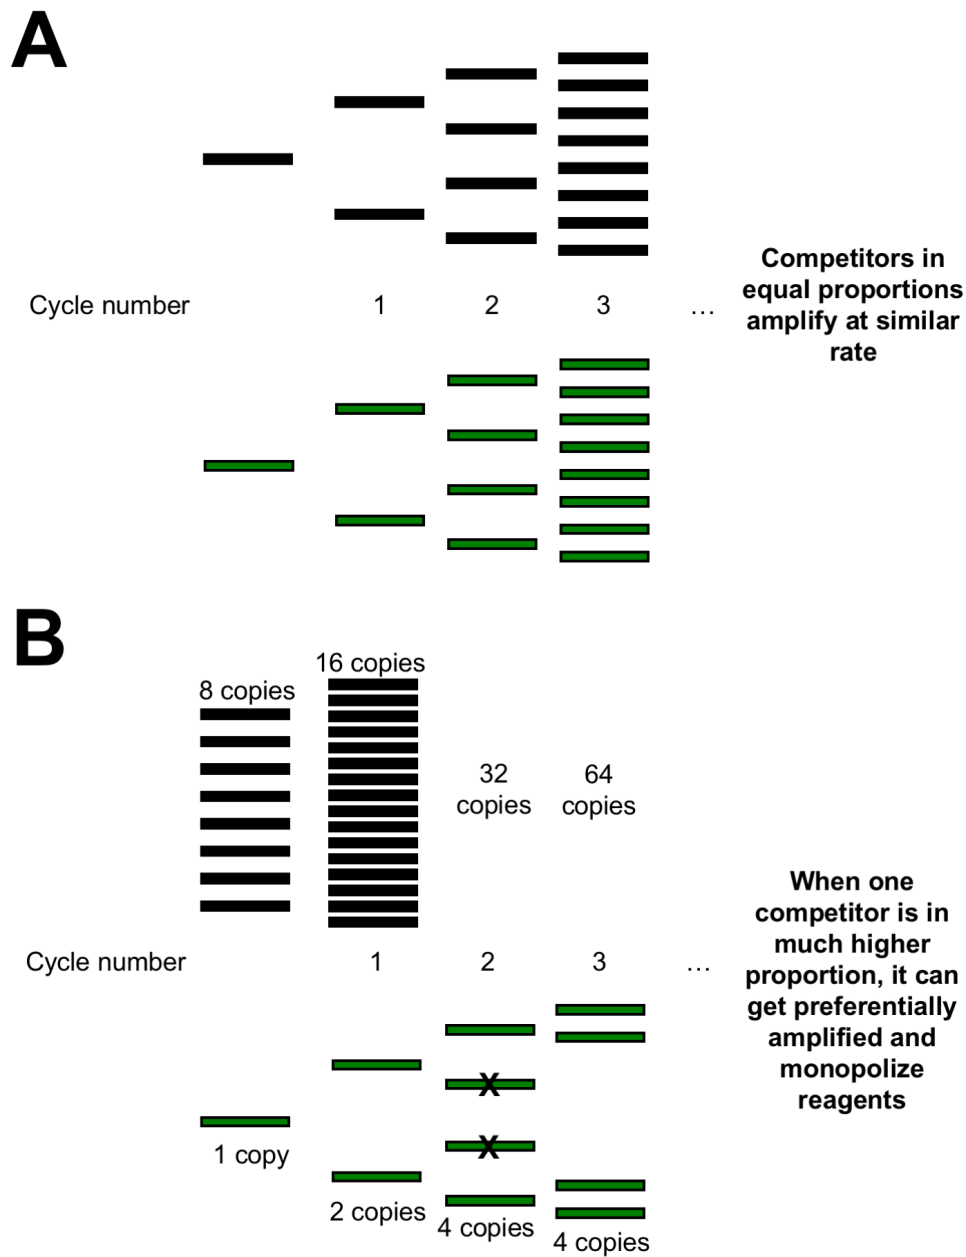 A
Cycle number 1 2 3 ...
Competitors in
equal proportions
amplify at similar
rate
B
8 copies
16 copies
32
copies
64
copies
Cycle number 1 2 3 ...
When one
competitor is in
much higher
proportion, it can
get preferentially
amplified and
monopolize
reagents
X
X
1 copy
2 copies
4 copies
4 copies